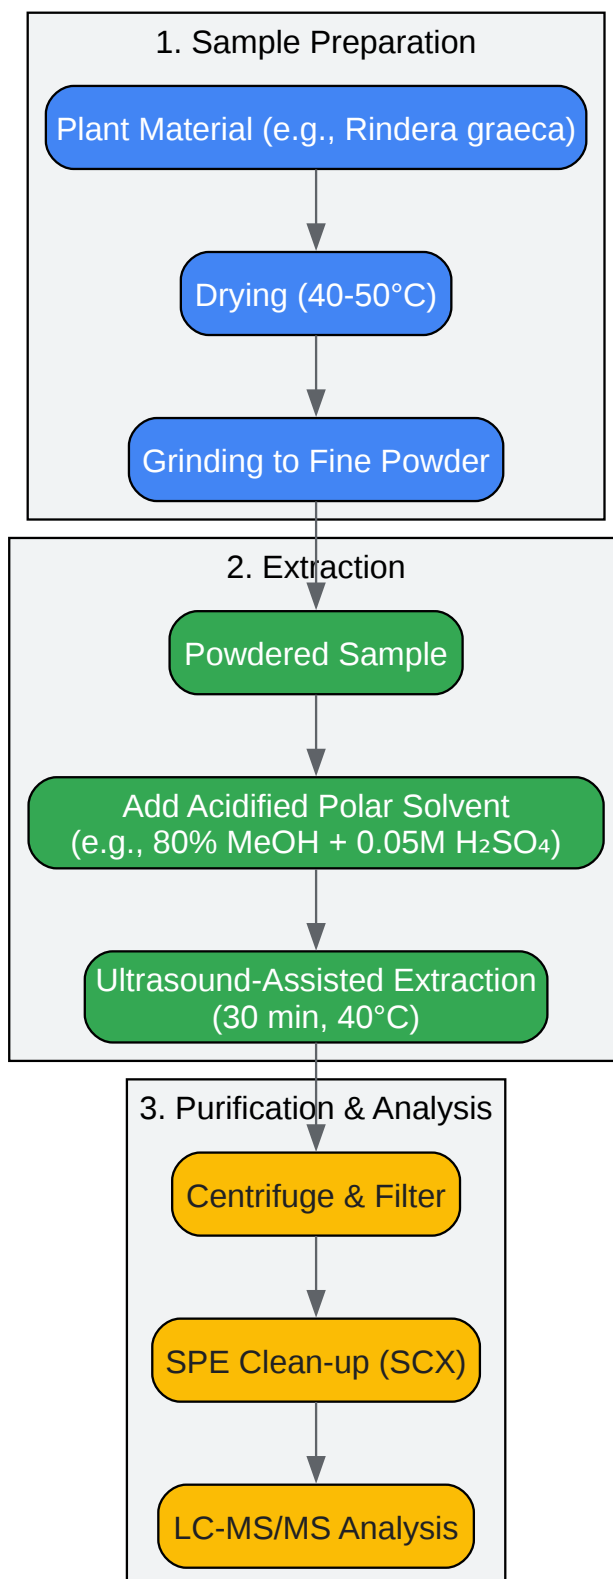 1. Sample Preparation
Plant Material (e.g., Rindera graeca)
Drying (40-50°C)
Grinding to Fine Powder
2. Extraction
Powdered Sample
Add Acidified Polar Solvent
(e.g., 80% MeOH + 0.05M H₂SO₄)
Ultrasound-Assisted Extraction
(30 min, 40°C)
3. Purification & Analysis
Centrifuge & Filter
SPE Clean-up (SCX)
LC-MS/MS Analysis